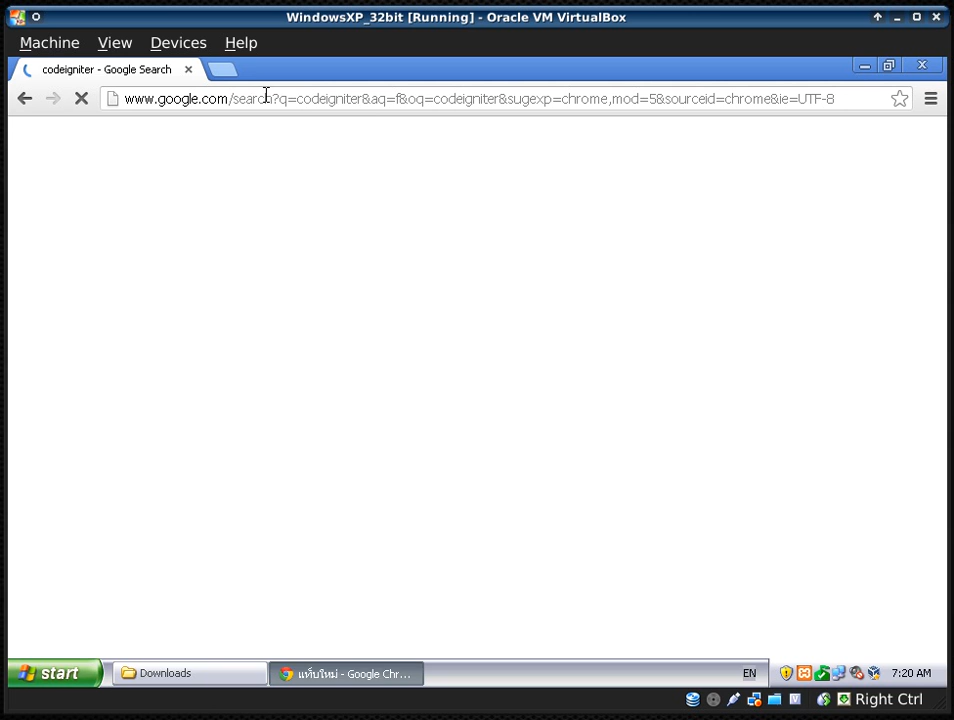 WindowsXP_32bit [Running] - Oracle VM VirtualBox
Machine View Devices Help
codeigniter - Google Search
www.google.com/search?q=codeigniter&aq=f&oq=codeigniter&sugexp=chrome,mod=5&sourceid=chrome&ie=UTF-8
start Downloads แท็บใหม่ - Google Chr... EN 7:20 AM
Right Ctrl